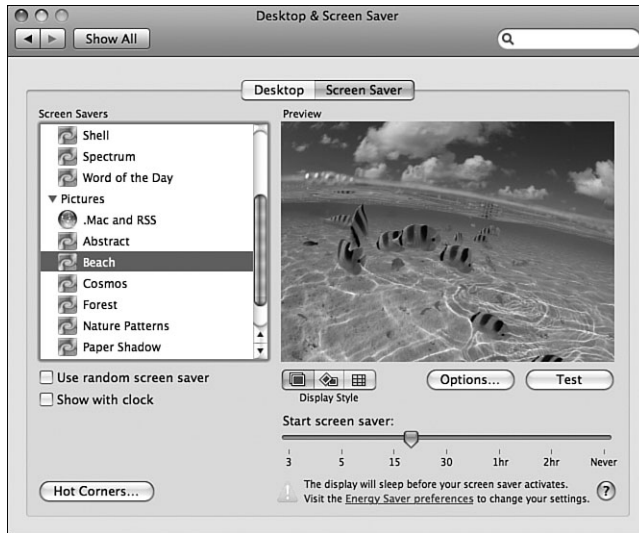 Desktop & Screen Saver
Show All
Desktop
Screen Saver
Screen Savers
Shell
Spectrum
Word of the Day
Pictures
.Mac and RSS
Abstract
Beach
Cosmos
Forest
Nature Patterns
Paper Shadow
Use random screen saver
Show with clock
Hot Corners...
Preview
Display Style
Options...
Test
Start screen saver:
3 5 15 30 1hr 2hr Never
The display will sleep before your screen saver activates.
Visit the Energy Saver preferences to change your settings.
?